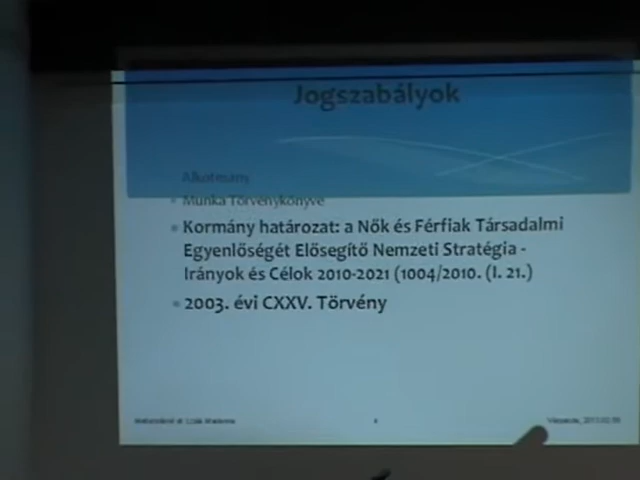 Jogszabályok
Alkotmány
Munka Törvénykönyve
Kormány határozat: a Nők és Férfiak Társadalmi
Egyenlőségét Elősegítő Nemzeti Stratégia -
Irányok és Célok 2010-2021 (1004/2010. (I. 21.)
2003. évi CXXV. Törvény